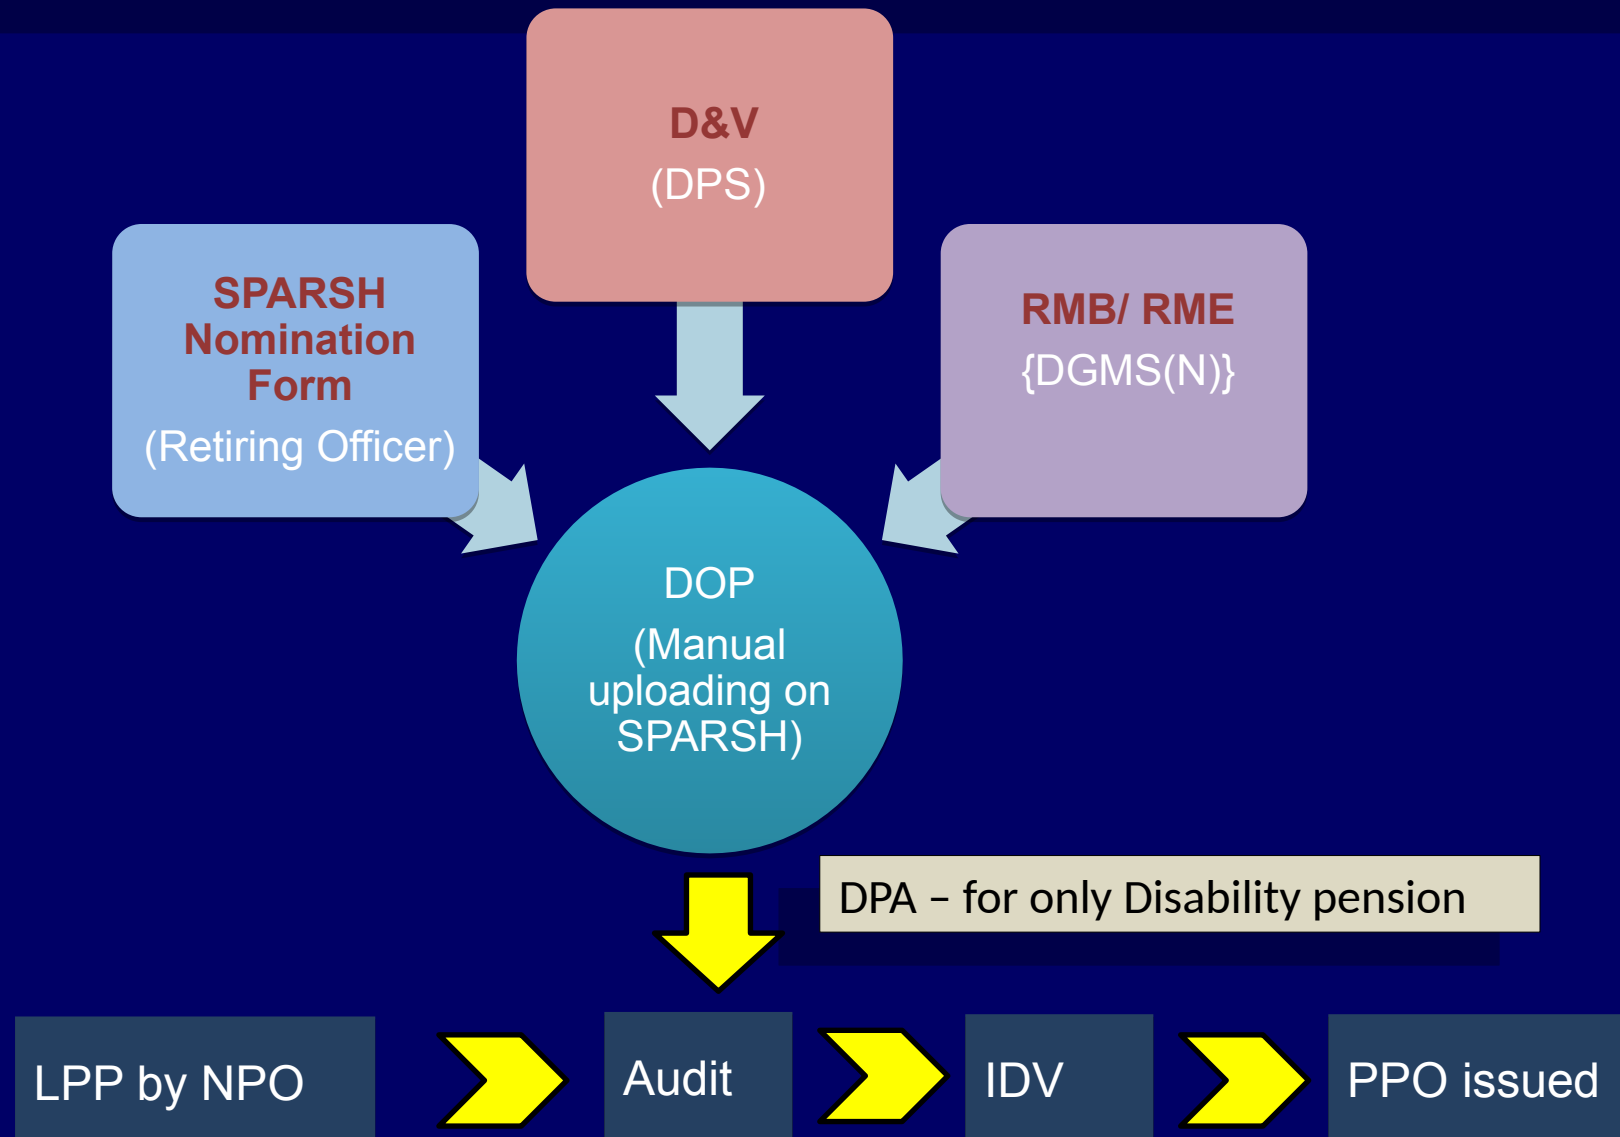 D&V
(DPS)
SPARSH
Nomination
Form
(Retiring Officer)
RMB/ RME
{DGMS(N)}
DOP
(Manual
uploading on
SPARSH)
DPA – for only Disability pension
LPP by NPO
Audit
IDV
PPO issued